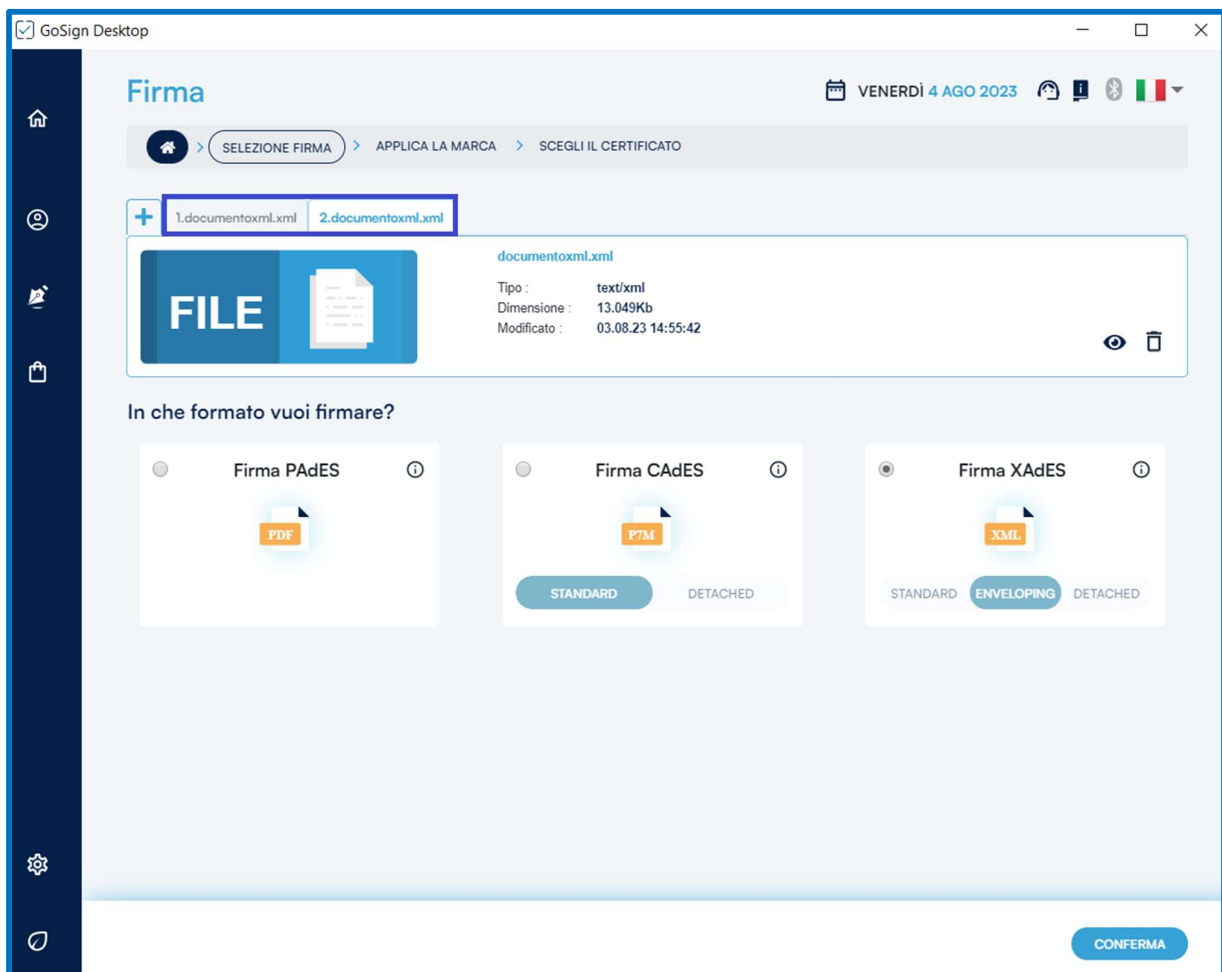 GoSign Desktop
Firma
VENERDÌ 4 AGO 2023
SELEZIONE FIRMA > APPLICA LA MARCA > SCEGLI IL CERTIFICATO
+ 1.documentoxml.xml 2.documentoxml.xml
FILE
documentoxml.xml
Tipo : text/xml
Dimensione : 13.049Kb
Modificato : 03.08.23 14:55:42
In che formato vuoi firmare?
Firma PAdES
PDF
Firma CAdES
P7M
STANDARD DETACHED
Firma XAdES
XML
STANDARD ENVELOPING DETACHED
CONFERMA